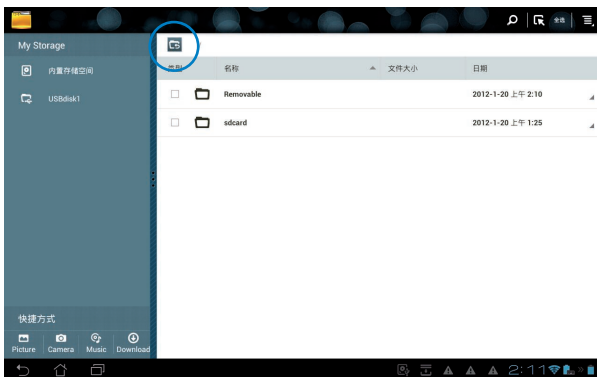 全选
My Storage
内置存储空间
USBdisk1
类别 名称 文件大小 日期
Removable 2012-1-20 上午 2:10
sdcard 2012-1-20 上午 1:25
快捷方式
Picture Camera Music Download
2:11